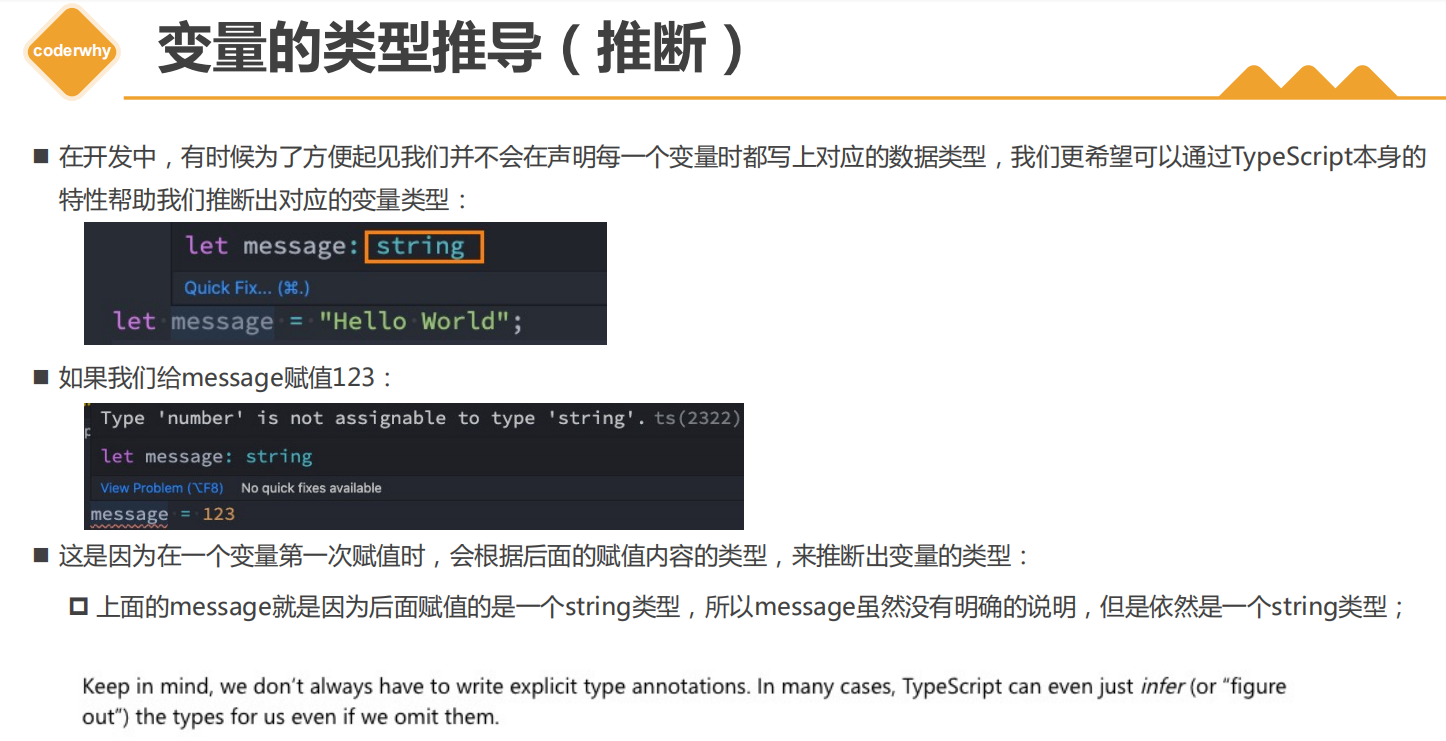 coderwhy
变量的类型推导（推断）
■ 在开发中，有时候为了方便起见我们并不会在声明每一个变量时都写上对应的数据类型，我们更希望可以通过TypeScript本身的
特性帮助我们推断出对应的变量类型：
let message: string
Quick Fix... (⌘.)
let message = "Hello World";
■ 如果我们给message赋值123：
Type 'number' is not assignable to type 'string'. ts(2322)
let message: string
View Problem (⌥F8) No quick fixes available
message = 123
■ 这是因为在一个变量第一次赋值时，会根据后面的赋值内容的类型，来推断出变量的类型：
上面的message就是因为后面赋值的是一个string类型，所以message虽然没有明确的说明，但是依然是一个string类型；
Keep in mind, we don’t always have to write explicit type annotations. In many cases, TypeScript can even just infer (or “figure
out”) the types for us even if we omit them.